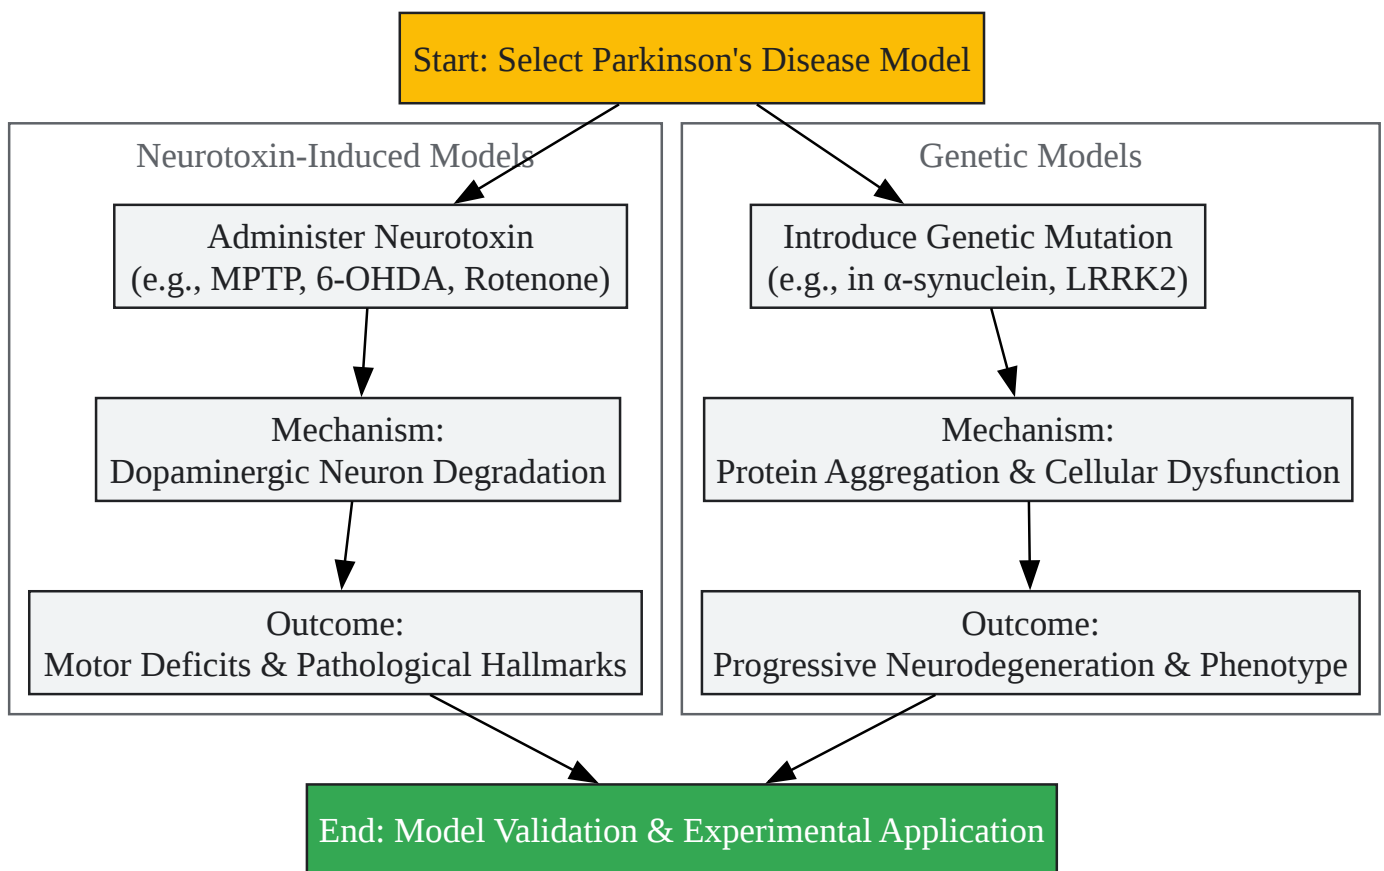 Start: Select Parkinson's Disease Model
Neurotoxin-Induced Models
Administer Neurotoxin
(e.g., MPTP, 6-OHDA, Rotenone)
Mechanism:
Dopaminergic Neuron Degradation
Outcome:
Motor Deficits & Pathological Hallmarks
Genetic Models
Introduce Genetic Mutation
(e.g., in α-synuclein, LRRK2)
Mechanism:
Protein Aggregation & Cellular Dysfunction
Outcome:
Progressive Neurodegeneration & Phenotype
End: Model Validation & Experimental Application